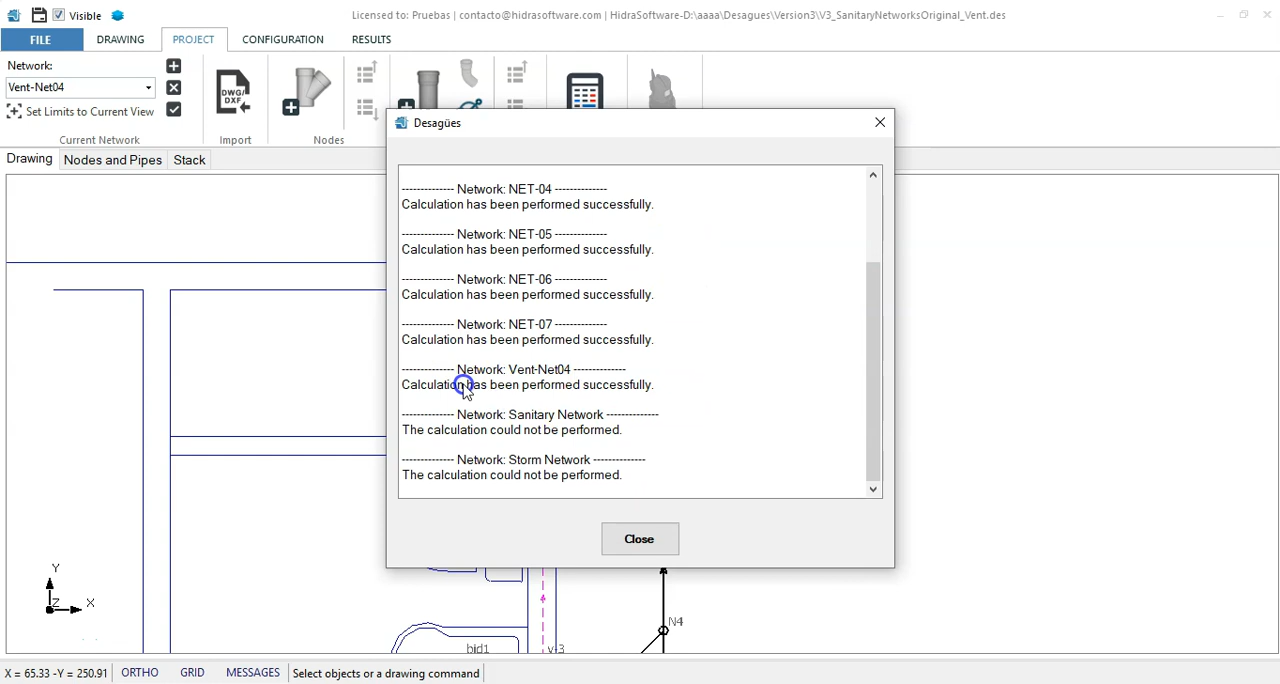 Visible
Licensed to: Pruebas | contacto@hidrasoftware.com | HidraSoftware-D:\aaaa\Desagues\Version3\V3_SanitaryNetworksOriginal_Vent.des
FILE DRAWING PROJECT CONFIGURATION RESULTS
Network:
Vent-Net04
Set Limits to Current View
DWG/
DXF
Current Network Import Nodes
Drawing Nodes and Pipes Stack
Desagües
-------------- Network: NET-04 --------------
Calculation has been performed successfully.
-------------- Network: NET-05 --------------
Calculation has been performed successfully.
-------------- Network: NET-06 --------------
Calculation has been performed successfully.
-------------- Network: NET-07 --------------
Calculation has been performed successfully.
-------------- Network: Vent-Net04 --------------
Calculation has been performed successfully.
-------------- Network: Sanitary Network --------------
The calculation could not be performed.
-------------- Network: Storm Network --------------
The calculation could not be performed.
Close
Y
Z
X
N4
bid1
v-3
X = 65.33 -Y = 250.91 ORTHO GRID MESSAGES Select objects or a drawing command